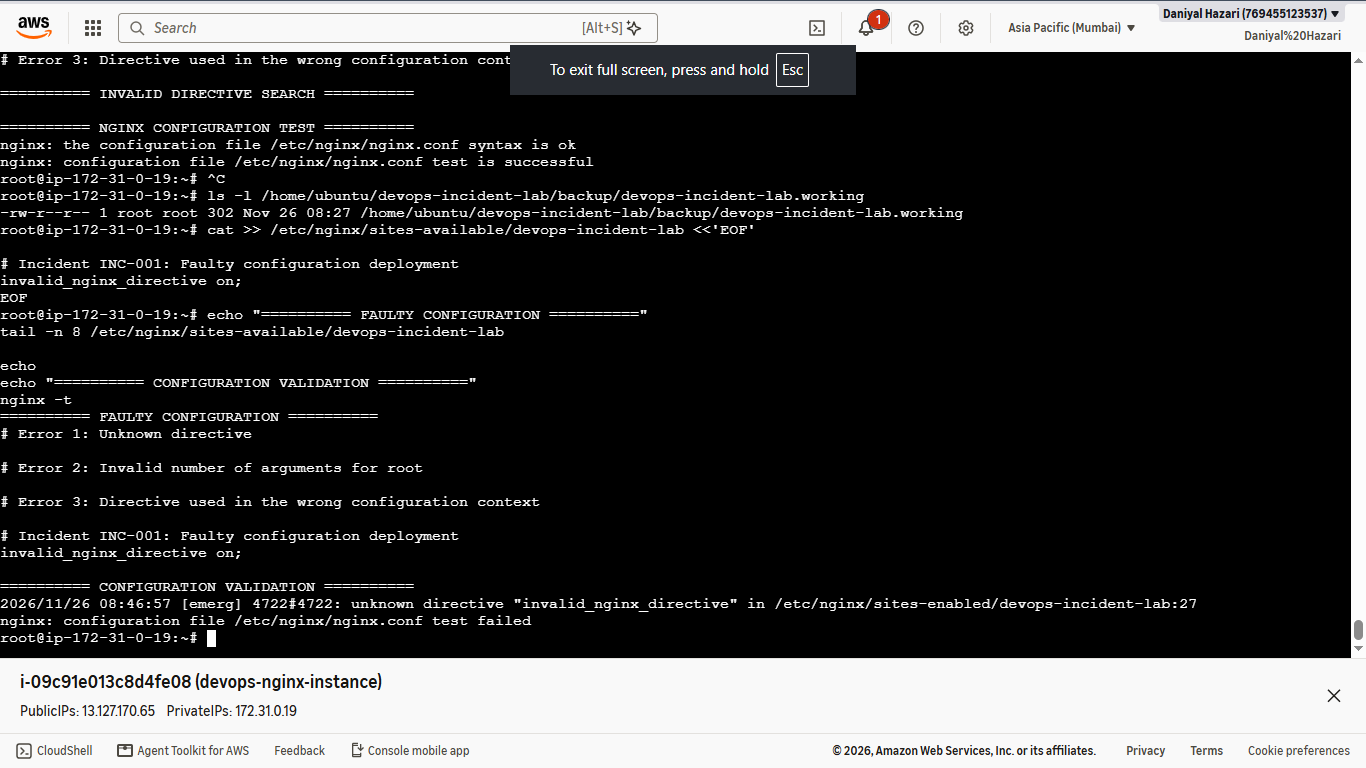 aws
Search
[Alt+S]
1
Asia Pacific (Mumbai) ▼
Daniyal Hazari (769455123537) ▼
Daniyal%20Hazari
To exit full screen, press and hold Esc
# Error 3: Directive used in the wrong configuration cont
========== INVALID DIRECTIVE SEARCH ==========
========== NGINX CONFIGURATION TEST ==========
nginx: the configuration file /etc/nginx/nginx.conf syntax is ok
nginx: configuration file /etc/nginx/nginx.conf test is successful
root@ip-172-31-0-19:~# ^C
root@ip-172-31-0-19:~# ls -l /home/ubuntu/devops-incident-lab/backup/devops-incident-lab.working
-rw-r--r-- 1 root root 302 Nov 26 08:27 /home/ubuntu/devops-incident-lab/backup/devops-incident-lab.working
root@ip-172-31-0-19:~# cat >> /etc/nginx/sites-available/devops-incident-lab <<'EOF'
# Incident INC-001: Faulty configuration deployment
invalid_nginx_directive on;
EOF
root@ip-172-31-0-19:~# echo "========== FAULTY CONFIGURATION =========="
tail -n 8 /etc/nginx/sites-available/devops-incident-lab
echo
echo "========== CONFIGURATION VALIDATION =========="
nginx -t
========== FAULTY CONFIGURATION ==========
# Error 1: Unknown directive
# Error 2: Invalid number of arguments for root
# Error 3: Directive used in the wrong configuration context
# Incident INC-001: Faulty configuration deployment
invalid_nginx_directive on;
========== CONFIGURATION VALIDATION ==========
2026/11/26 08:46:57 [emerg] 4722#4722: unknown directive "invalid_nginx_directive" in /etc/nginx/sites-enabled/devops-incident-lab:27
nginx: configuration file /etc/nginx/nginx.conf test failed
root@ip-172-31-0-19:~#
i-09c91e013c8d4fe08 (devops-nginx-instance)
PublicIPs: 13.127.170.65 PrivateIPs: 172.31.0.19
CloudShell Agent Toolkit for AWS Feedback Console mobile app © 2026, Amazon Web Services, Inc. or its affiliates. Privacy Terms Cookie preferences